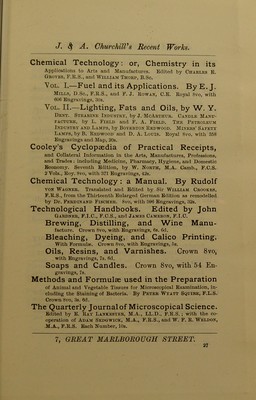 J. & A. Churchill's Recent Works.
Chemical Technology: or, Chemistry in its
Applications to Arts and Manufactures. Edited by CHARLES E.
GROVES, F.R.S., and WILLIAM THORP, B.Sc.
VOL. I.—Fuel and its Applications. By E. J.
MILLS, D.Sc., F.R.S., and F. J. ROWAN, C.E. Royal 8vo, with
606 Engravings, 30s.
VOL. II.—Lighting, Fats and Oils, by W. Y.
DENT. STEARINE INDUSTRY, by J. MCARTHUR. CANDLE MANU-
FACTURE, by L. FIELD and F. A. FIELD. THE PETROLEUM
INDUSTRY AND LAMPS, by BOVERTON REDWOOD. MINERS' SAFETY
LAMPS, by B. REDWOOD and D. A. LOUIS. Royal 8vo, with 358
Engravings and Map, 20s.
Cooley's Cyclopædia of Practical Receipts,
and Collateral Information in the Arts, Manufactures, Professions,
and Trades: including Medicine, Pharmacy, Hygiene, and Domestic
Economy. Seventh Edition, by W. NORTH, M.A. Camb., F.C.S.
2 Vols., Roy. 8vo, with 371 Engravings, 42s.
Chemical Technology: a Manual. By Rudolf
VON WAGNER. Translated and Edited by Sir WILLIAM CROOKES,
F.R.S., from the Thirteenth Enlarged German Edition as remodelled
by Dr. FERDINAND FISCHER. 8vo, with 596 Engravings, 32s.
Technological Handbooks. Edited by John
GARDNER, F.I.C., F.C.S., and JAMES CAMERON, F.I.C.
Brewing, Distilling, and Wine Manu-
facture. Crown 8vo, with Engravings, 6s. 6d.
Bleaching, Dyeing, and Calico Printing.
With Formulæ. Crown 8vo, with Engravings, 5s.
Oils, Resins, and Varnishes. Crown 8vo,
with Engravings, 7s. 6d.
Soaps and Candles. Crown 8vo, with 54 En-
gravings, 7s.
Methods and Formulæ used in the Preparation
of Animal and Vegetable Tissues for Microscopical Examination, in-
cluding the Staining of Bacteria. By PETER WYATT SQUIRE, F.L.S.
Crown 8vo, 3s. 6d.
The Quarterly Journal of Microscopical Science.
Edited by E. RAY LANKESTER, M.A., LL.D., F.R.S.; with the co-
operation of ADAM SEDGWICK, M.A., F.R.S., and W. F. R. WELDON,
M.A., F.R.S. Each Number, 10s.
7, GREAT MARLBOROUGH STREET.